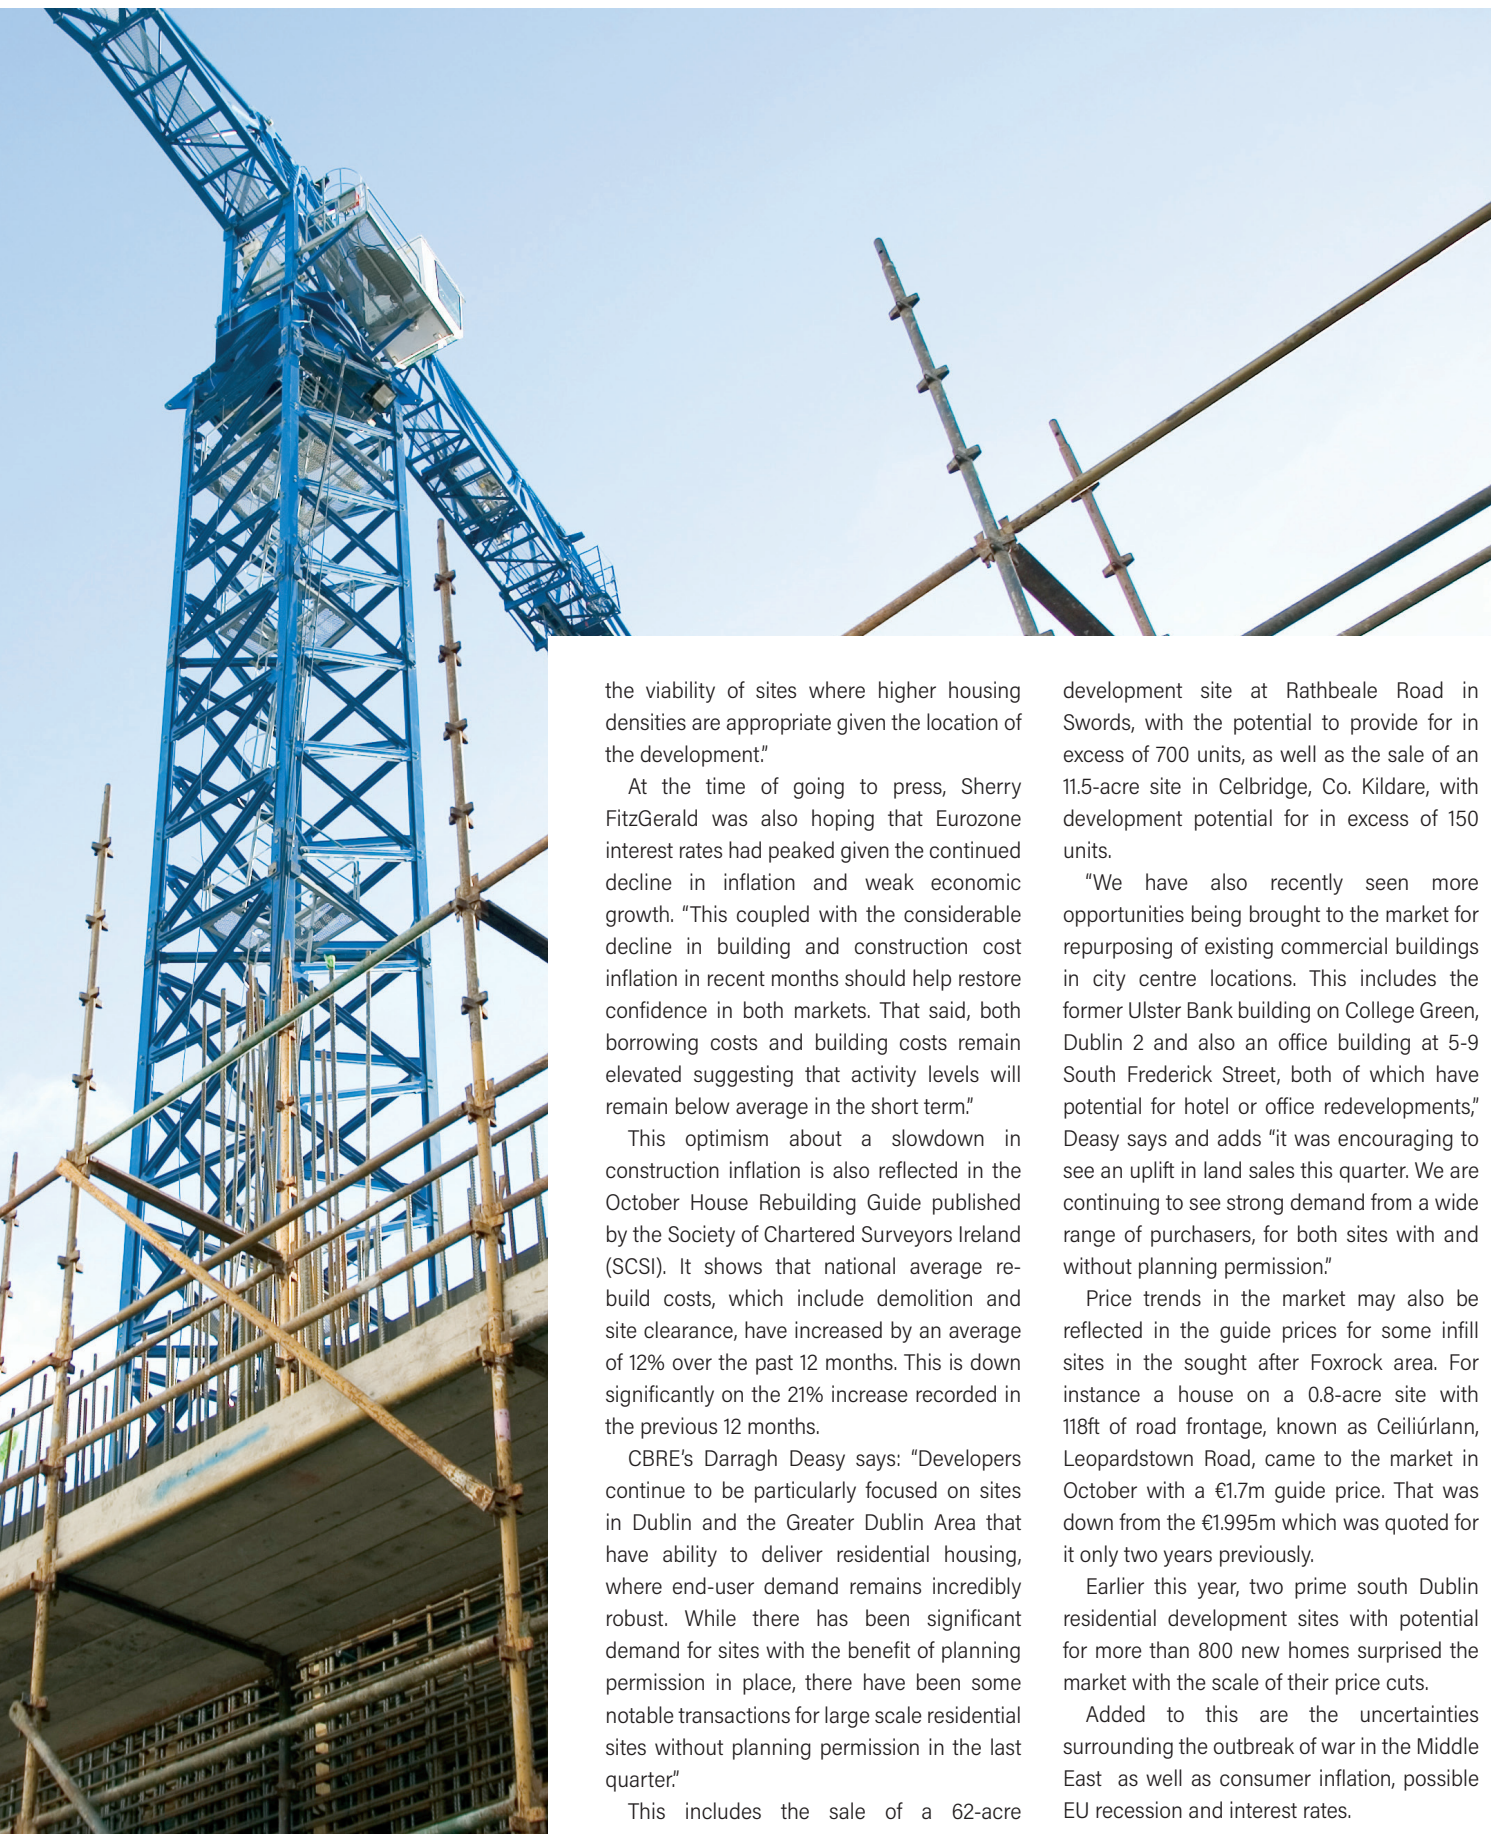 the viability of sites where higher housing
densities are appropriate given the location of
the development."
At the time of going to press, Sherry
FitzGerald was also hoping that Eurozone
interest rates had peaked given the continued
decline in inflation and weak economic
growth. "This coupled with the considerable
decline in building and construction cost
inflation in recent months should help restore
confidence in both markets. That said, both
borrowing costs and building costs remain
elevated suggesting that activity levels will
remain below average in the short term."
This optimism about a slowdown in
construction inflation is also reflected in the
October House Rebuilding Guide published
by the Society of Chartered Surveyors Ireland
(SCSI). It shows that national average re-
build costs, which include demolition and
site clearance, have increased by an average
of 12% over the past 12 months. This is down
significantly on the 21% increase recorded in
the previous 12 months.
CBRE's Darragh Deasy says: "Developers
continue to be particularly focused on sites
in Dublin and the Greater Dublin Area that
have ability to deliver residential housing,
where end-user demand remains incredibly
robust. While there has been significant
demand for sites with the benefit of planning
permission in place, there have been some
notable transactions for large scale residential
sites without planning permission in the last
quarter."
This includes the sale of a 62-acre
development site at Rathbeale Road in
Swords, with the potential to provide for in
excess of 700 units, as well as the sale of an
11.5-acre site in Celbridge, Co. Kildare, with
development potential for in excess of 150
units.
"We have also recently seen more
opportunities being brought to the market for
repurposing of existing commercial buildings
in city centre locations. This includes the
former Ulster Bank building on College Green,
Dublin 2 and also an office building at 5-9
South Frederick Street, both of which have
potential for hotel or office redevelopments,"
Deasy says and adds "it was encouraging to
see an uplift in land sales this quarter. We are
continuing to see strong demand from a wide
range of purchasers, for both sites with and
without planning permission."
Price trends in the market may also be
reflected in the guide prices for some infill
sites in the sought after Foxrock area. For
instance a house on a 0.8-acre site with
118ft of road frontage, known as Ceiliúrlann,
Leopardstown Road, came to the market in
October with a €1.7m guide price. That was
down from the €1.995m which was quoted for
it only two years previously.
Earlier this year, two prime south Dublin
residential development sites with potential
for more than 800 new homes surprised the
market with the scale of their price cuts.
Added to this are the uncertainties
surrounding the outbreak of war in the Middle
East as well as consumer inflation, possible
EU recession and interest rates.